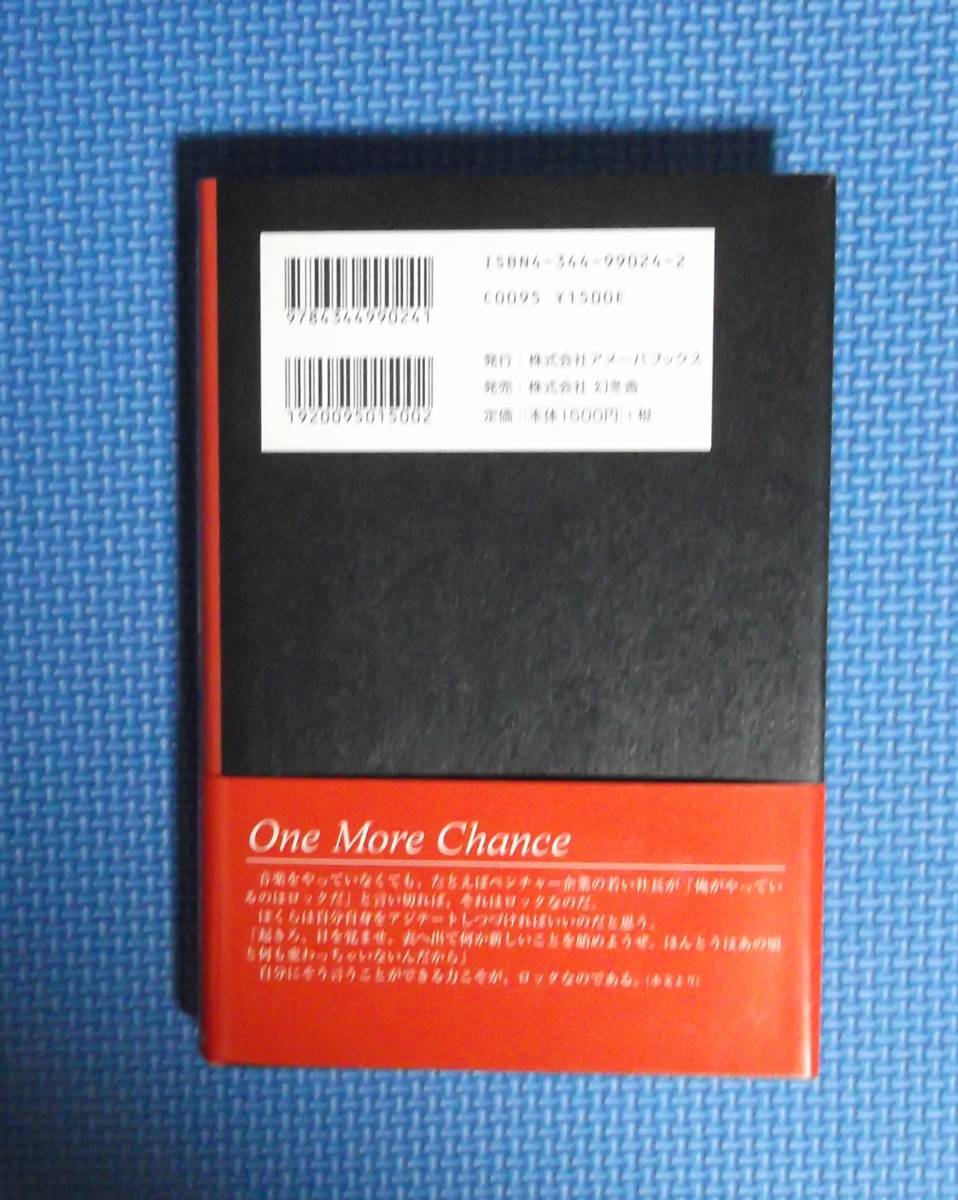 ISBN4-344-99024-2
C0095 ¥1500E
9784344990241
発行：株式会社アメーバブックス
発売：株式会社 幻冬舎
1920095015002
定価：[本体1500円]+税
One More Chance
音楽をやっていなくても、たとえばベンチャー企業の若い社長が「俺がやってい
るのはロックだ」と言い切れば、それはロックなのだ。
ぼくらは自分自身をアジテートしつづければいいのだと思う。
「起きろ、目を覚ませ、表へ出て何か新しいことを始めようぜ。ほんとうはあの頃
と何も変わっちゃいないんだから」
自分にそう言うことができる力こそが、ロックなのである。(本文より)